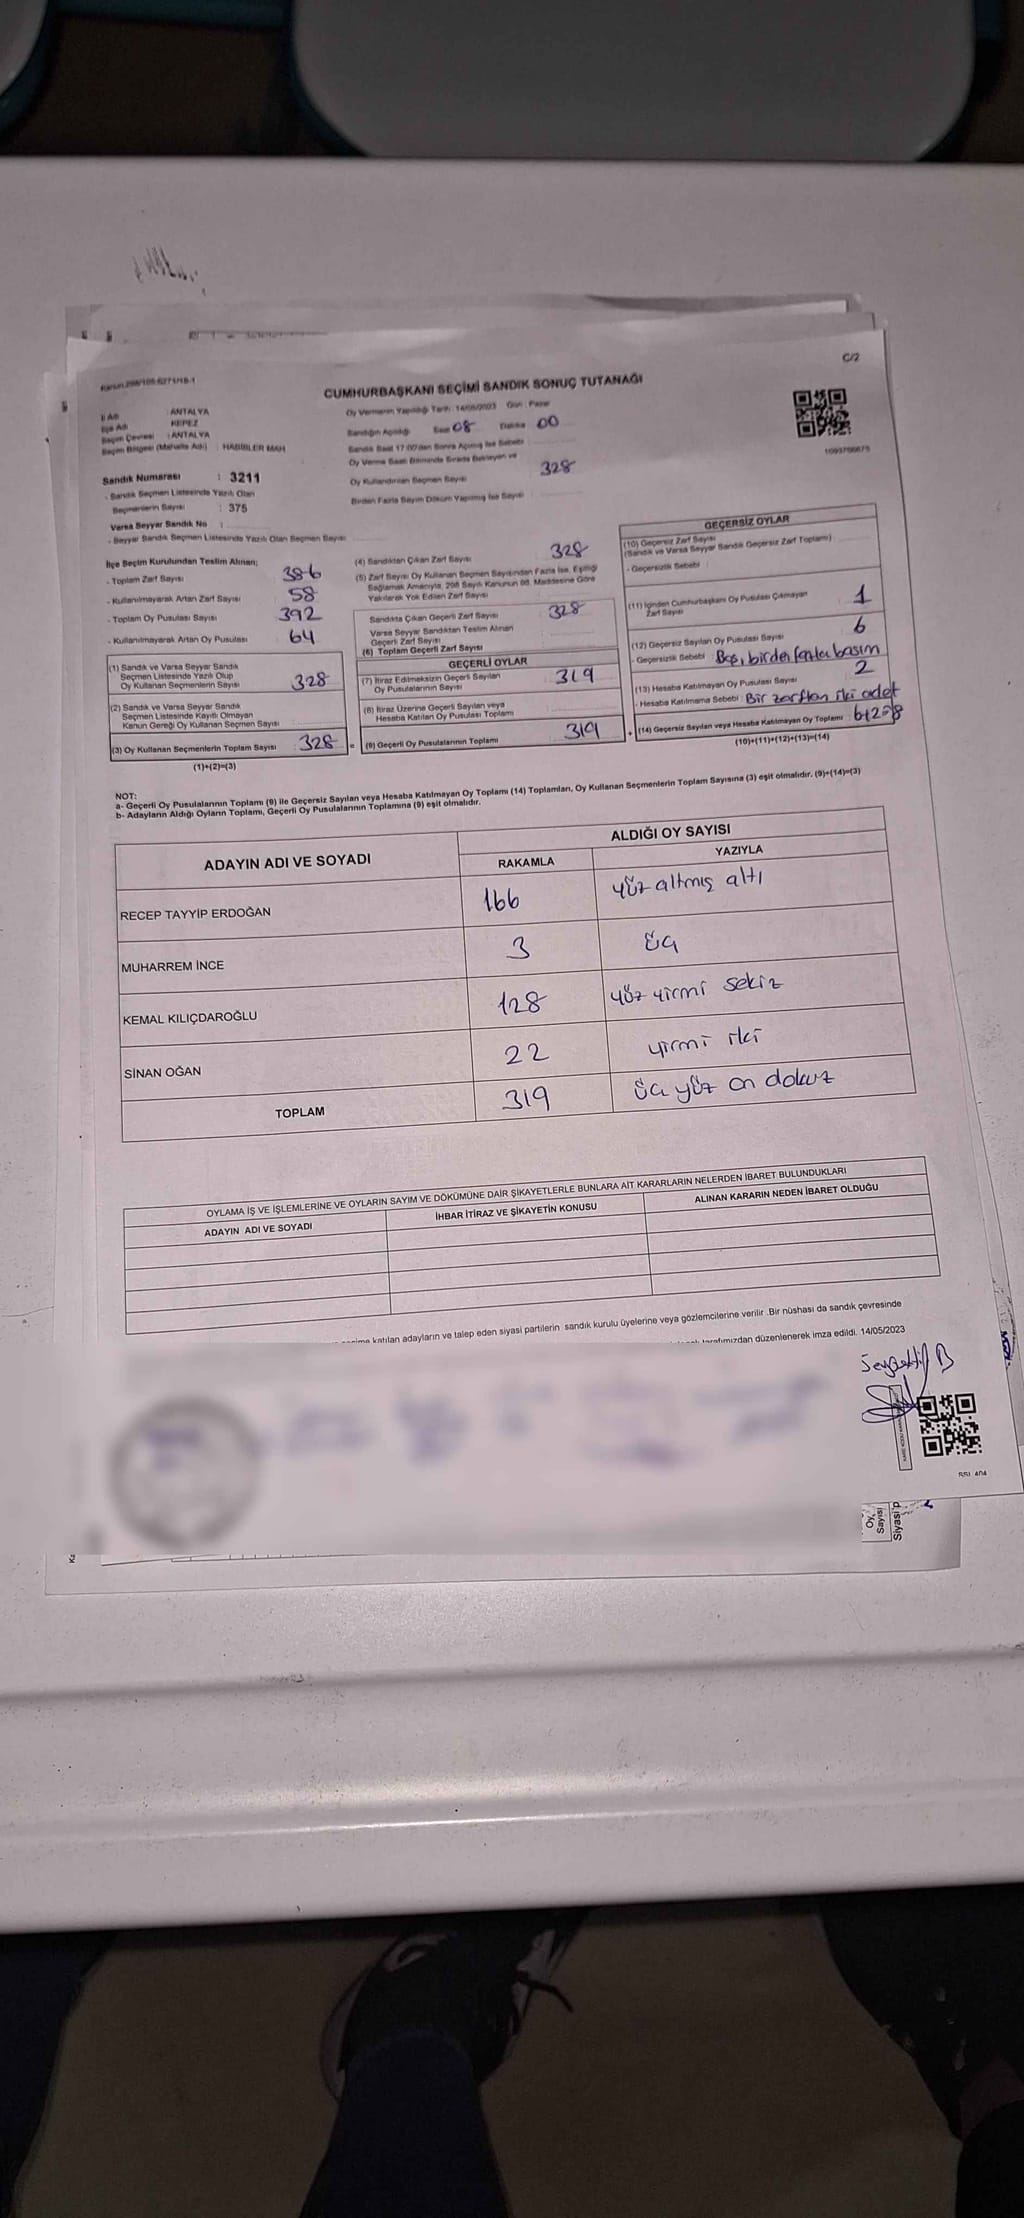 C/2
CUMHURBAŞKANI SEÇİMİ SANDIK SONUÇ TUTANAĞI
İl Adı : ANTALYA
İlçe Adı : KEPEZ
Seçim Çevresi : ANTALYA
Seçim Bölgesi (Mahalle Adı) : HABİBLER MAH
Sandık Numarası : 3211
- Sandık Seçmen Listesinde Yazılı Olan
Seçmenlerin Sayısı : 375
Varsa Seyyar Sandık No :
- Seyyar Sandık Seçmen Listesinde Yazılı Olan Seçmen Sayısı
Oy Vermenin Yapıldığı Tarih : 14/05/2023 Gün : Pazar
Sandığın Açıldığı Saat 08 Dakika 00
Sandık Saat 17.00'den Sonra Açılmış İse Sebebi
Oy Verme Saati Bitiminde Sırada Bekleyen ve
Oy Kullandırılan Seçmen Sayısı 328
Birden Fazla Sayım Döküm Yapılmış İse Sayısı
İlçe Seçim Kurulundan Teslim Alınan;
- Toplam Zarf Sayısı 386
- Kullanılmayarak Artan Zarf Sayısı 58
- Toplam Oy Pusulası Sayısı 392
- Kullanılmayarak Artan Oy Pusulası 64
(4) Sandıktan Çıkan Zarf Sayısı 328
(5) Zarf Sayısı Oy Kullanan Seçmen Sayısından Fazla İse, Eşitliği
Sağlamak Amacıyla, 298 Sayılı Kanunun 98. Maddesine Göre
Yakılarak Yok Edilen Zarf Sayısı
Sandıkta Çıkan Geçerli Zarf Sayısı 328
Varsa Seyyar Sandıktan Teslim Alınan
Geçerli Zarf Sayısı
(6) Toplam Geçerli Zarf Sayısı
GEÇERSİZ OYLAR
(10) Geçersiz Zarf Sayısı
(Sandık ve Varsa Seyyar Sandık Geçersiz Zarf Toplamı)
- Geçersizlik Sebebi
(11) İçinden Cumhurbaşkanı Oy Pusulası Çıkmayan
Zarf Sayısı 1
(12) Geçersiz Sayılan Oy Pusulası Sayısı 6
- Geçersizlik Sebebi Boş, birden fazla basım
(13) Hesaba Katılmayan Oy Pusulası Sayısı 2
- Hesaba Katılmama Sebebi : Bir zarftan iki adet
(14) Geçersiz Sayılan veya Hesaba Katılmayan Oy Toplamı 6+2=8
(10)+(11)+(12)+(13)=(14)
(1) Sandık ve Varsa Seyyar Sandık
Seçmen Listesinde Yazılı Olup
Oy Kullanan Seçmenlerin Sayısı 328
(2) Sandık ve Varsa Seyyar Sandık
Seçmen Listesinde Kayıtlı Olmayan
Kanun Gereği Oy Kullanan Seçmen Sayısı
(3) Oy Kullanan Seçmenlerin Toplam Sayısı 328 =
(1)+(2)=(3)
GEÇERLİ OYLAR
(7) İtiraz Edilmeksizin Geçerli Sayılan
Oy Pusulalarının Sayısı 319
(8) İtiraz Üzerine Geçerli Sayılan veya
Hesaba Katılan Oy Pusulası Toplamı
(9) Geçerli Oy Pusulalarının Toplamı 319 +
NOT:
a- Geçerli Oy Pusulalarının Toplamı (9) ile Geçersiz Sayılan veya Hesaba Katılmayan Oy Toplamı (14) Toplamları, Oy Kullanan Seçmenlerin Toplam Sayısına (3) eşit olmalıdır. (9)+(14)=(3)
b- Adayların Aldığı Oyların Toplamı, Geçerli Oy Pusulalarının Toplamına (9) eşit olmalıdır.
ADAYIN ADI VE SOYADI
ALDIĞI OY SAYISI
RAKAMLA YAZIYLA
RECEP TAYYİP ERDOĞAN 166 yüz altmış altı
MUHARREM İNCE 3 üç
KEMAL KILIÇDAROĞLU 128 yüz yirmi sekiz
SİNAN OĞAN 22 yirmi iki
TOPLAM 319 üç yüz on dokuz
OYLAMA İŞ VE İŞLEMLERİNE VE OYLARIN SAYIM VE DÖKÜMÜNE DAİR ŞİKAYETLERLE BUNLARA AİT KARARLARIN NELERDEN İBARET BULUNDUKLARI
ADAYIN ADI VE SOYADI İHBAR İTİRAZ VE ŞİKAYETİN KONUSU ALINAN KARARIN NEDEN İBARET OLDUĞU
katılan adayların ve talep eden siyasi partilerin sandık kurulu üyelerine veya gözlemcilerine verilir .Bir nüshası da sandık çevresinde
tarafımızdan düzenlenerek imza edildi. 14/05/2023
Oy
Sayısı